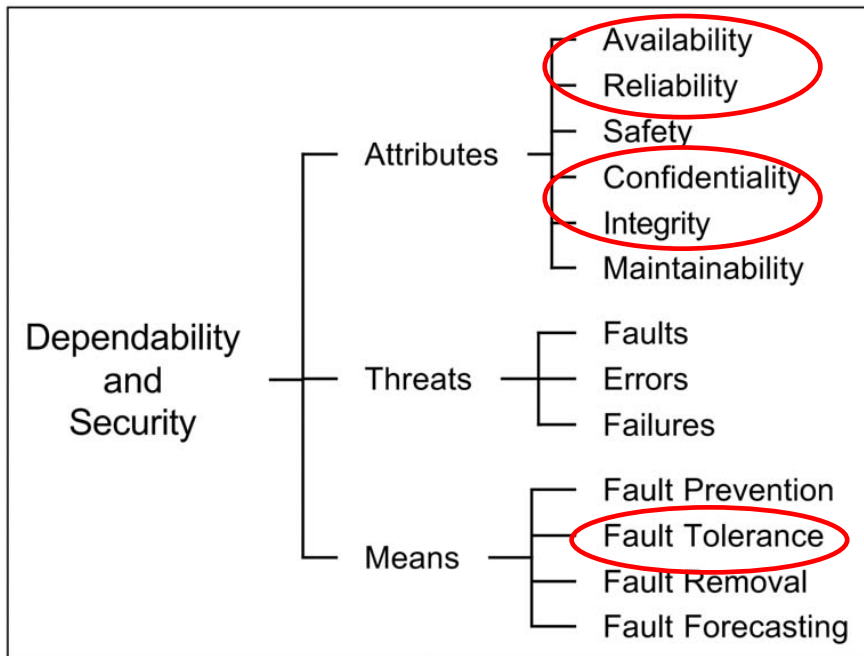 Availability
Reliability
Safety
Attributes
Confidentiality
Integrity
Maintainability
Dependability
and
Security
Faults
Threats
Errors
Failures
Fault Prevention
Fault Tolerance
Means
Fault Removal
Fault Forecasting